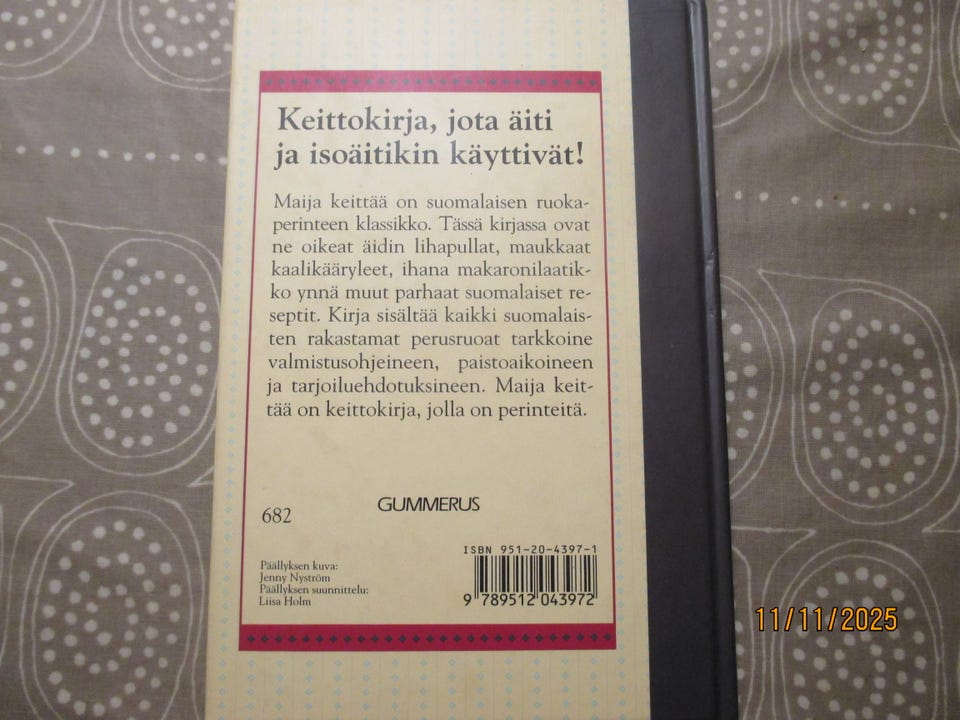 Keittokirja, jota äiti
ja isoäitikin käyttivät!
Maija keittää on suomalaisen ruoka-
perinteen klassikko. Tässä kirjassa ovat
ne oikeat äidin lihapullat, maukkaat
kaalikääryleet, ihana makaronilaatik-
ko ynnä muut parhaat suomalaiset re-
septit. Kirja sisältää kaikki suomalais-
ten rakastamat perusruoat tarkkoine
valmistusohjeineen, paistoaikoineen
ja tarjoiluehdotuksineen. Maija keit-
tää on keittokirja, jolla on perinteitä.
682
GUMMERUS
Päällyksen kuva:
Jenny Nyström
Päällyksen suunnittelu:
Liisa Holm
ISBN 951-20-4397-1
9 789512 043972
11/11/2025